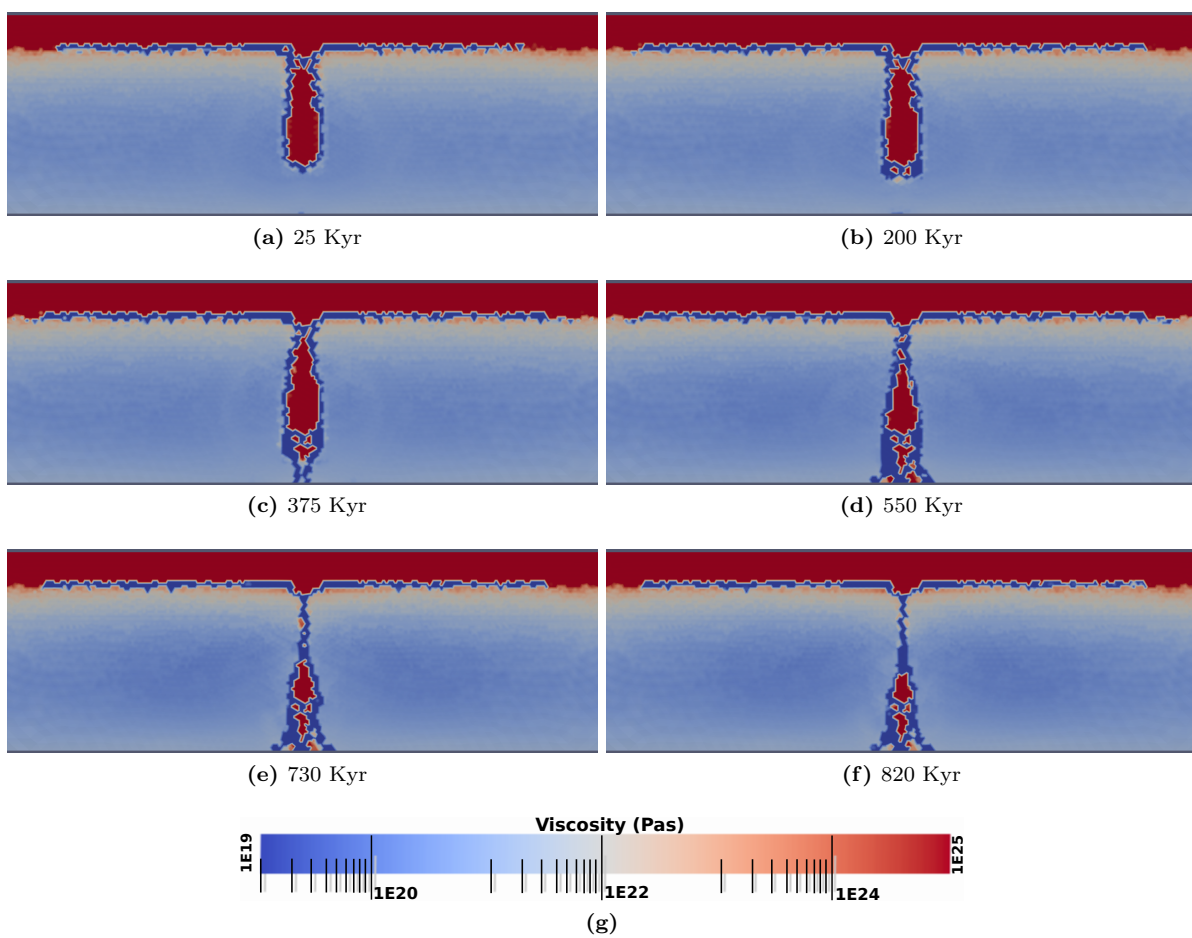 (a) 25 Kyr
(b) 200 Kyr
(c) 375 Kyr
(d) 550 Kyr
(e) 730 Kyr
(f) 820 Kyr
Viscosity (Pas)
1E19
1E25
1E20
1E22
1E24
(g)